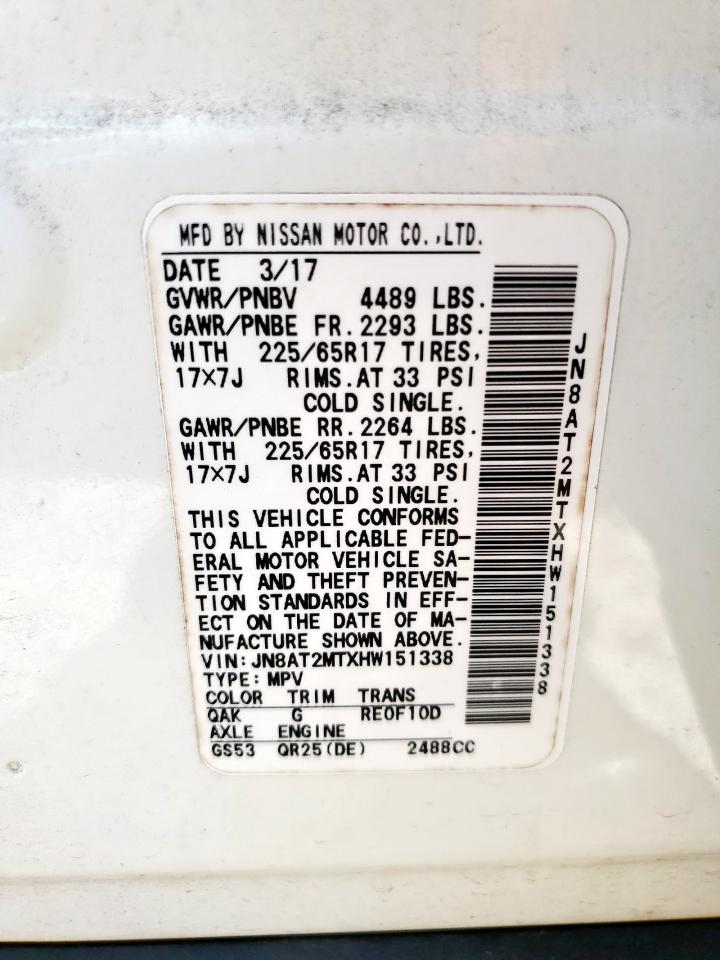 MFD BY NISSAN MOTOR CO.,LTD.
DATE 3/17
GVWR/PNBV 4489 LBS.
GAWR/PNBE FR.2293 LBS.
WITH 225/65R17 TIRES,
17×7J RIMS.AT 33 PSI
COLD SINGLE.
GAWR/PNBE RR.2264 LBS.
WITH 225/65R17 TIRES,
17×7J RIMS.AT 33 PSI
COLD SINGLE.
THIS VEHICLE CONFORMS
TO ALL APPLICABLE FED-
ERAL MOTOR VEHICLE SA-
FETY AND THEFT PREVEN-
TION STANDARDS IN EFF-
ECT ON THE DATE OF MA-
NUFACTURE SHOWN ABOVE.
VIN:JN8AT2MTXHW151338
TYPE:MPV
COLOR TRIM TRANS
QAK G RE0F10D
AXLE ENGINE
GS53 QR25(DE) 2488CC
JN8AT2MTXHW151338